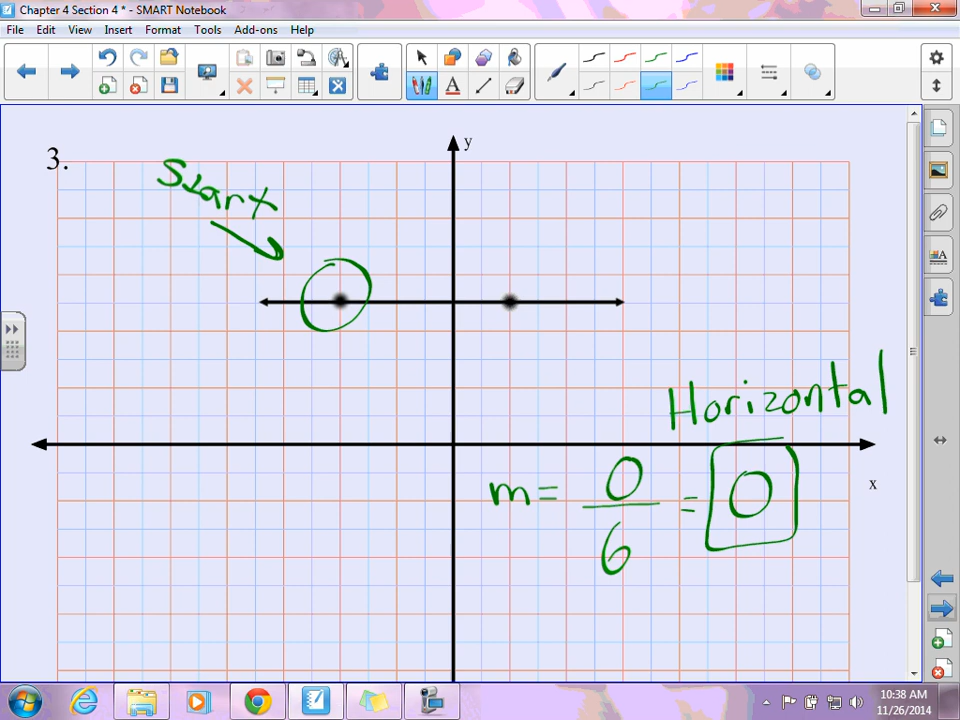 Chapter 4 Section 4 * - SMART Notebook
File Edit View Insert Format Tools Add-ons Help
y
3.
Start
Horizontal
x
m = 0/6 = 0
10:38 AM
11/26/2014